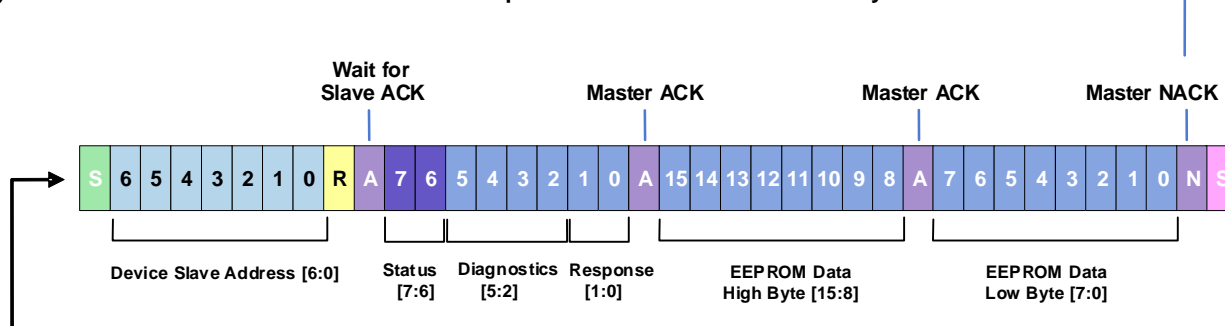 Wait for
Slave ACK
Master ACK
Master ACK
Master NACK
S 6 5 4 3 2 1 0 R A 7 6 5 4 3 2 1 0 A 15 14 13 12 11 10 9 8 A 7 6 5 4 3 2 1 0 N S
Device Slave Address [6:0]
Status
[7:6]
Diagnostics
[5:2]
Response
[1:0]
EEPROM Data
High Byte [15:8]
EEPROM Data
Low Byte [7:0]